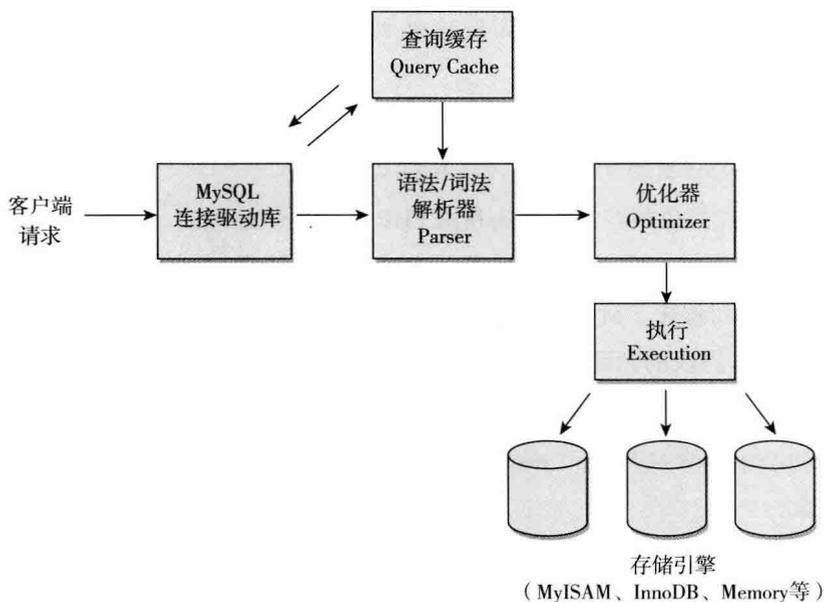 查询缓存
Query Cache
MySQL
连接驱动库
语法/词法
解析器
Parser
优化器
Optimizer
客户端
请求
执行
Execution
存储引擎
（MyISAM、InnoDB、Memory等）